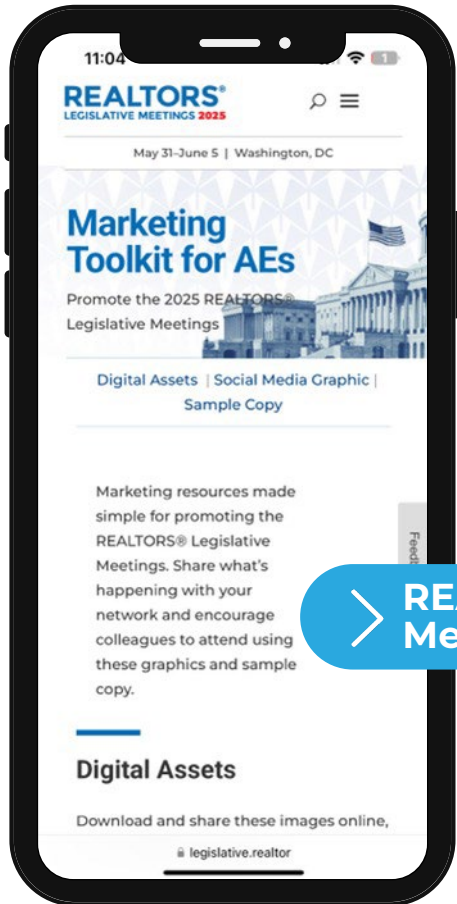 11:04
1
REALTORS®
LEGISLATIVE MEETINGS 2025
May 31–June 5 | Washington, DC
Marketing
Toolkit for AEs
Promote the 2025 REALTORS®
Legislative Meetings
Digital Assets | Social Media Graphic |
Sample Copy
Marketing resources made
simple for promoting the
REALTORS® Legislative
Meetings. Share what's
happening with your
network and encourage
colleagues to attend using
these graphics and sample
copy.
Digital Assets
Download and share these images online,
legislative.realtor